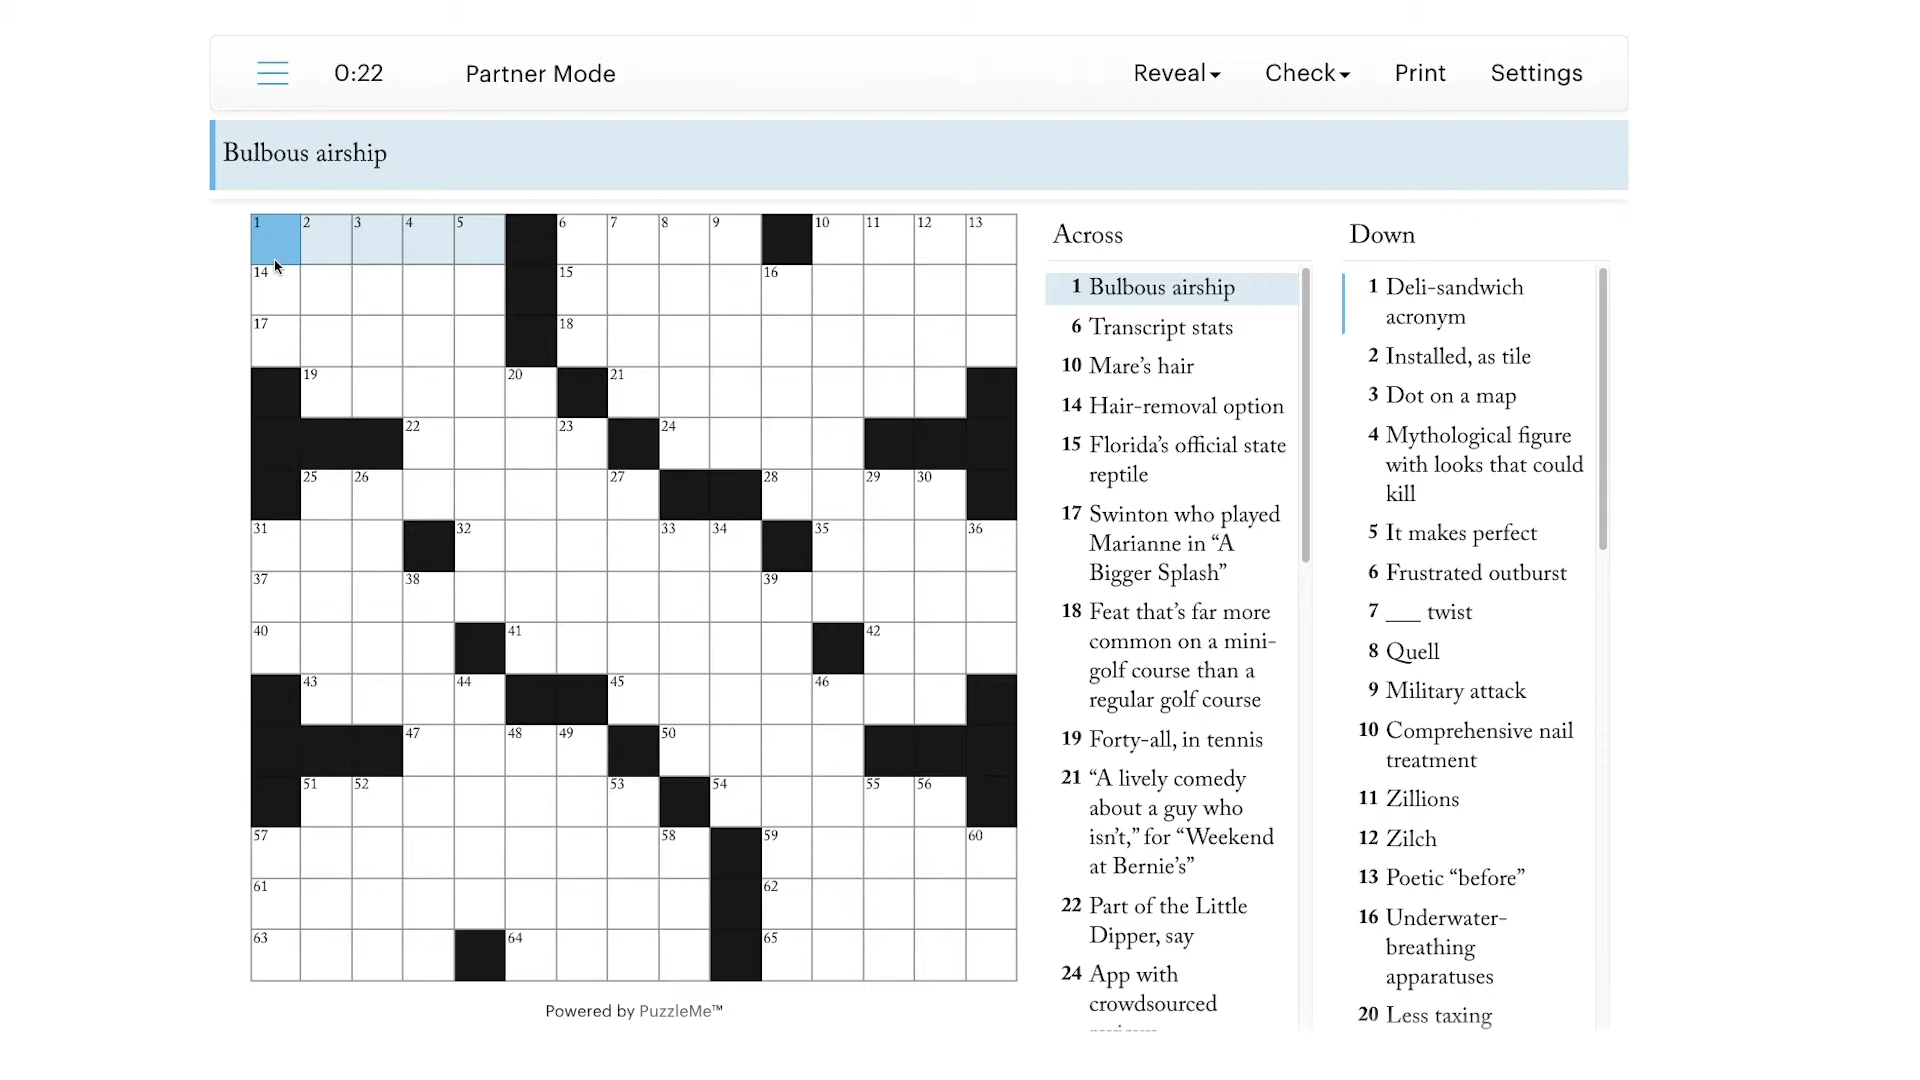 0:22
Partner Mode
Reveal
Check
Print
Settings
Bulbous airship
1 2 3 4 5 6 7 8 9 10 11 12 13
14 15 16
17 18
19 20 21
22 23 24
25 26 27 28 29 30
31 32 33 34 35 36
37 38 39
40 41 42
43 44 45 46
47 48 49 50
51 52 53 54 55 56
57 58 59 60
61 62
63 64 65
Powered by PuzzleMe™
Across
1 Bulbous airship
6 Transcript stats
10 Mare's hair
14 Hair-removal option
15 Florida's official state
reptile
17 Swinton who played
Marianne in “A
Bigger Splash”
18 Feat that's far more
common on a mini-
golf course than a
regular golf course
19 Forty-all, in tennis
21 “A lively comedy
about a guy who
isn't,” for “Weekend
at Bernie's”
22 Part of the Little
Dipper, say
24 App with
crowdsourced
Down
1 Deli-sandwich
acronym
2 Installed, as tile
3 Dot on a map
4 Mythological figure
with looks that could
kill
5 It makes perfect
6 Frustrated outburst
7 ___ twist
8 Quell
9 Military attack
10 Comprehensive nail
treatment
11 Zillions
12 Zilch
13 Poetic “before”
16 Underwater-
breathing
apparatuses
20 Less taxing